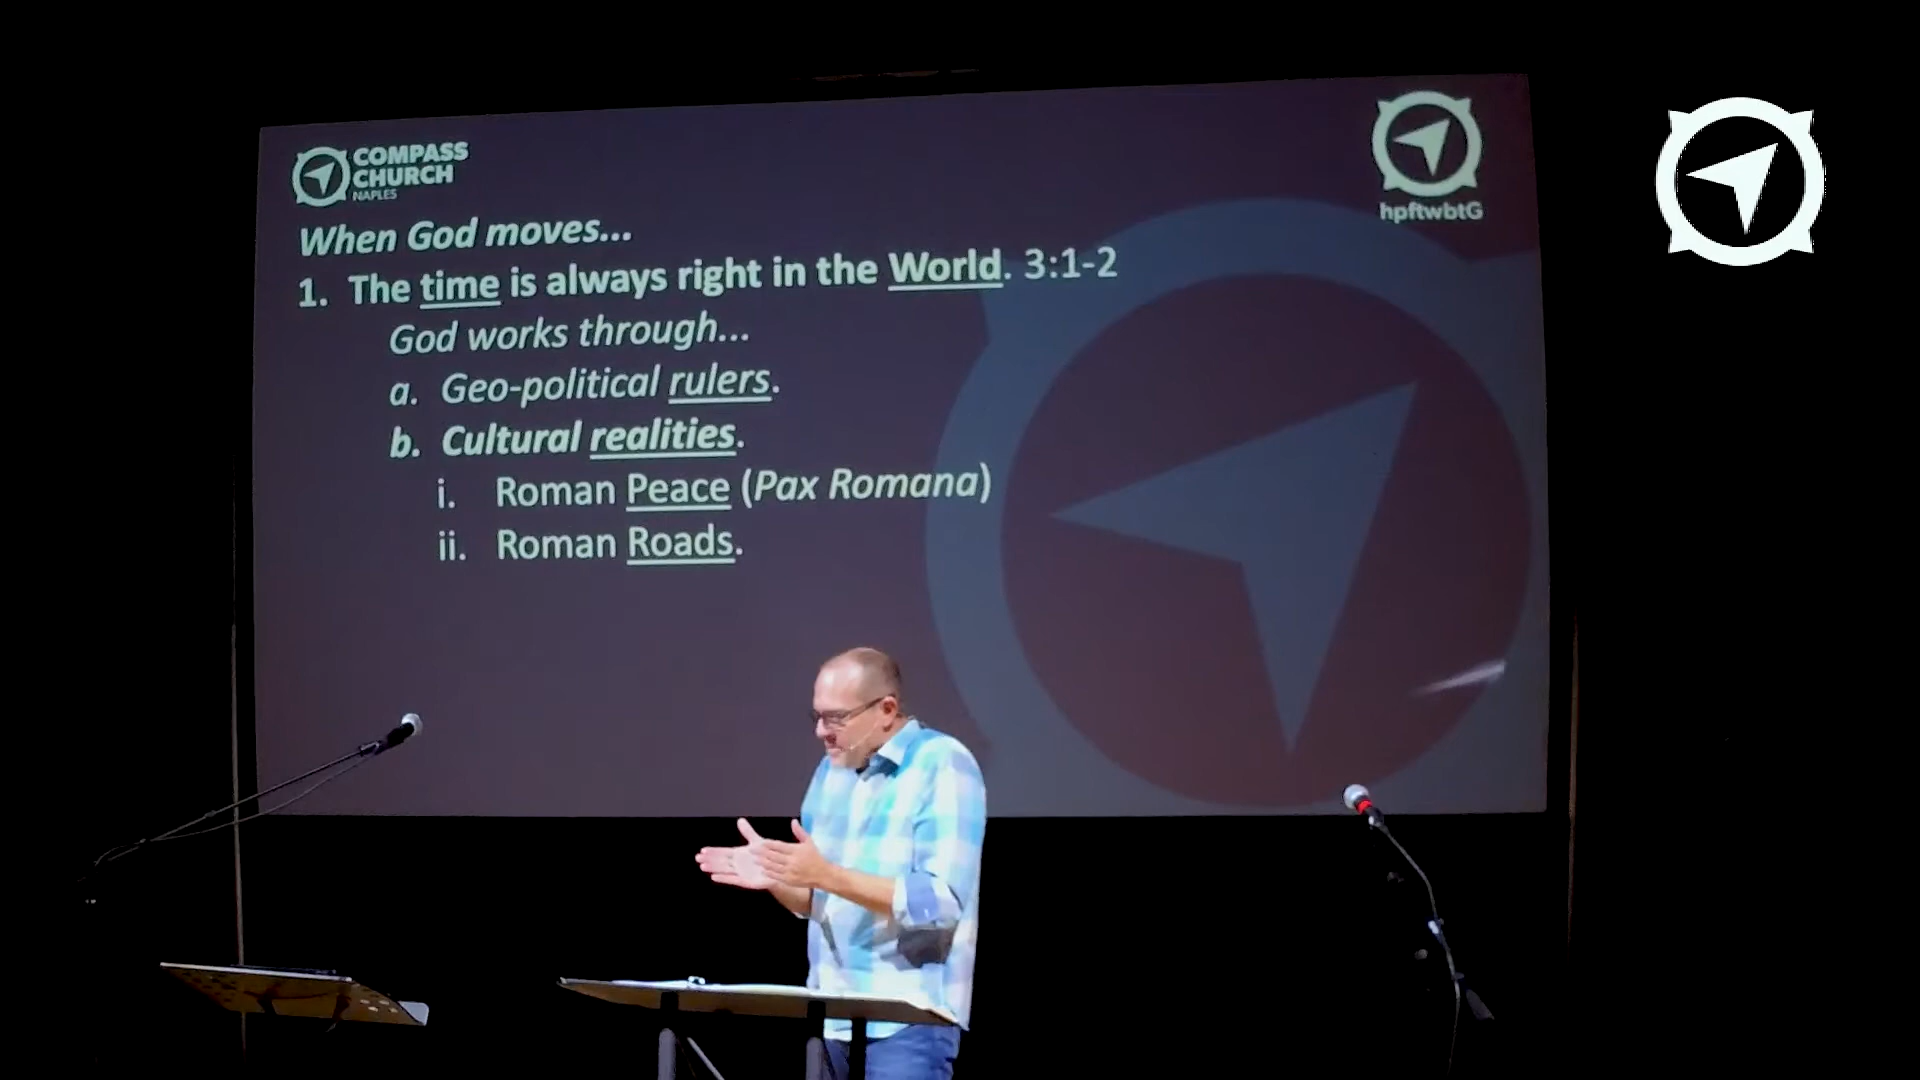 COMPASS
CHURCH
NAPLES
hpftwbtG
When God moves...
1. The time is always right in the World. 3:1-2
God works through...
a. Geo-political rulers.
b. Cultural realities.
i. Roman Peace (Pax Romana)
ii. Roman Roads.